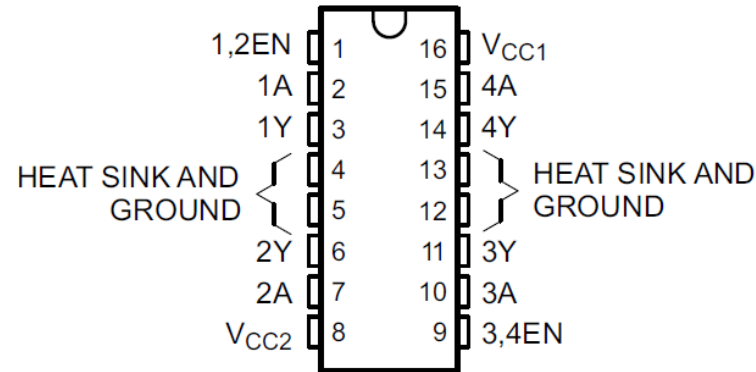 1,2EN 1 16 VCC1
1A 2 15 4A
1Y 3 14 4Y
HEAT SINK AND 4 13 HEAT SINK AND
GROUND 5 12 GROUND
2Y 6 11 3Y
2A 7 10 3A
VCC2 8 9 3,4EN